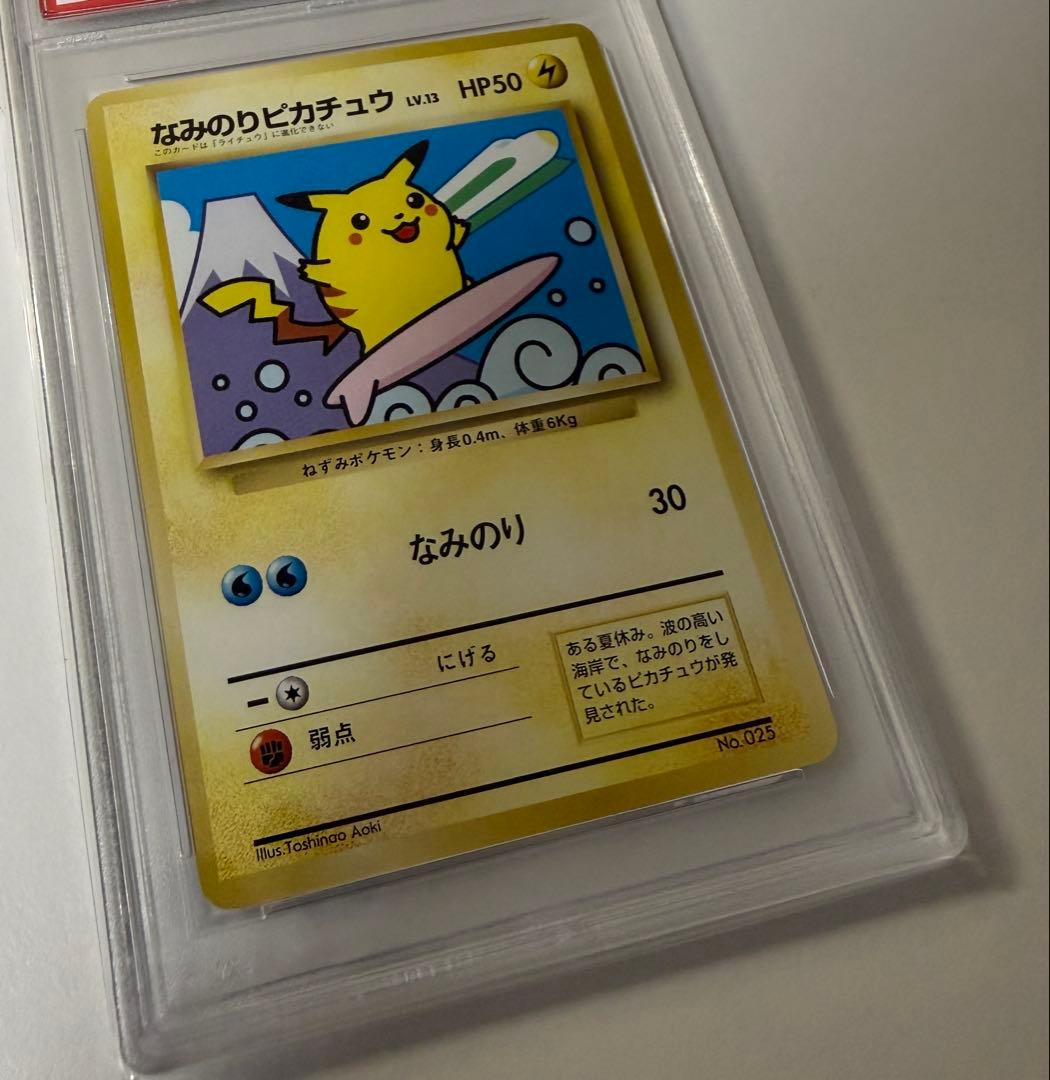 なみのりピカチュウ LV.13 HP50
このカードは「ライチュウ」に進化できない
ねずみポケモン：身長0.4m、体重6Kg
なみのり 30
にげる
弱点
ある夏休み。波の高い
海岸で、なみのりをし
ているピカチュウが発
見された。
No.025
Illus.Toshinao Aoki